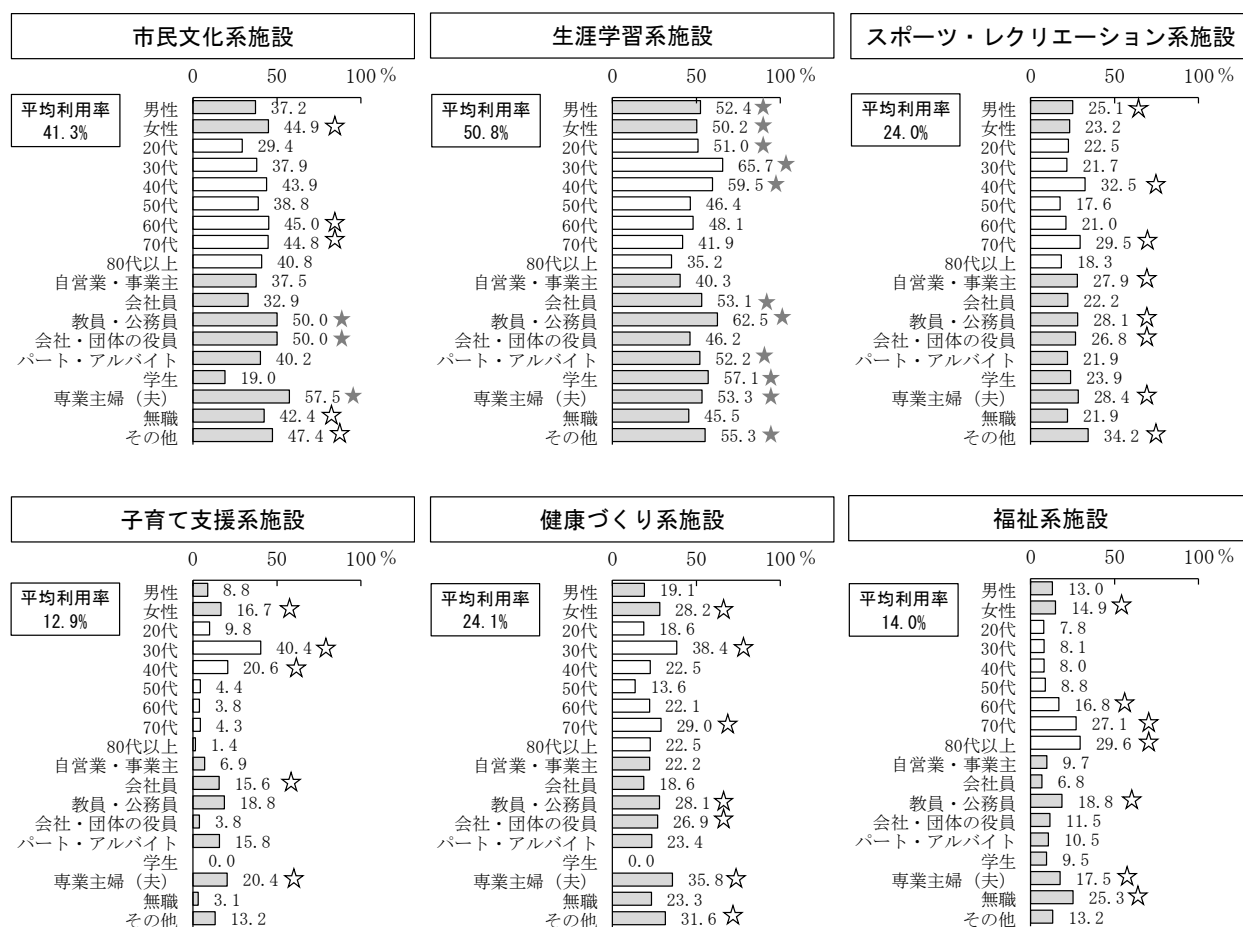 市民文化系施設
0 50 100%
平均利用率
41.3%
男性 37.2
女性 44.9 ☆
20代 29.4
30代 37.9
40代 43.9
50代 38.8
60代 45.0 ☆
70代 44.8 ☆
80代以上 40.8
自営業・事業主 37.5
会社員 32.9
教員・公務員 50.0 ★
会社・団体の役員 50.0 ★
パート・アルバイト 40.2
学生 19.0
専業主婦（夫） 57.5 ★
無職 42.4 ☆
その他 47.4 ☆
生涯学習系施設
0 50 100%
平均利用率
50.8%
男性 52.4 ★
女性 50.2 ★
20代 51.0 ★
30代 65.7 ★
40代 59.5 ★
50代 46.4
60代 48.1
70代 41.9
80代以上 35.2
自営業・事業主 40.3
会社員 53.1 ★
教員・公務員 62.5 ★
会社・団体の役員 46.2
パート・アルバイト 52.2 ★
学生 57.1 ★
専業主婦（夫） 53.3 ★
無職 45.5
その他 55.3 ★
スポーツ・レクリエーション系施設
0 50 100%
平均利用率
24.0%
男性 25.1 ☆
女性 23.2
20代 22.5
30代 21.7
40代 32.5 ☆
50代 17.6
60代 21.0
70代 29.5 ☆
80代以上 18.3
自営業・事業主 27.9 ☆
会社員 22.2
教員・公務員 28.1 ☆
会社・団体の役員 26.8 ☆
パート・アルバイト 21.9
学生 23.9
専業主婦（夫） 28.4 ☆
無職 21.9
その他 34.2 ☆
子育て支援系施設
0 50 100%
平均利用率
12.9%
男性 8.8
女性 16.7 ☆
20代 9.8
30代 40.4 ☆
40代 20.6 ☆
50代 4.4
60代 3.8
70代 4.3
80代以上 1.4
自営業・事業主 6.9
会社員 15.6 ☆
教員・公務員 18.8
会社・団体の役員 3.8
パート・アルバイト 15.8
学生 0.0
専業主婦（夫） 20.4 ☆
無職 3.1
その他 13.2
健康づくり系施設
0 50 100%
平均利用率
24.1%
男性 19.1
女性 28.2 ☆
20代 18.6
30代 38.4 ☆
40代 22.5
50代 13.6
60代 22.1
70代 29.0 ☆
80代以上 22.5
自営業・事業主 22.2
会社員 18.6
教員・公務員 28.1 ☆
会社・団体の役員 26.9 ☆
パート・アルバイト 23.4
学生 0.0
専業主婦（夫） 35.8 ☆
無職 23.3
その他 31.6 ☆
福祉系施設
0 50 100%
平均利用率
14.0%
男性 13.0
女性 14.9 ☆
20代 7.8
30代 8.1
40代 8.0
50代 8.8
60代 16.8 ☆
70代 27.1 ☆
80代以上 29.6 ☆
自営業・事業主 9.7
会社員 6.8
教員・公務員 18.8 ☆
会社・団体の役員 11.5
パート・アルバイト 10.5
学生 9.5
専業主婦（夫） 17.5 ☆
無職 25.3 ☆
その他 13.2